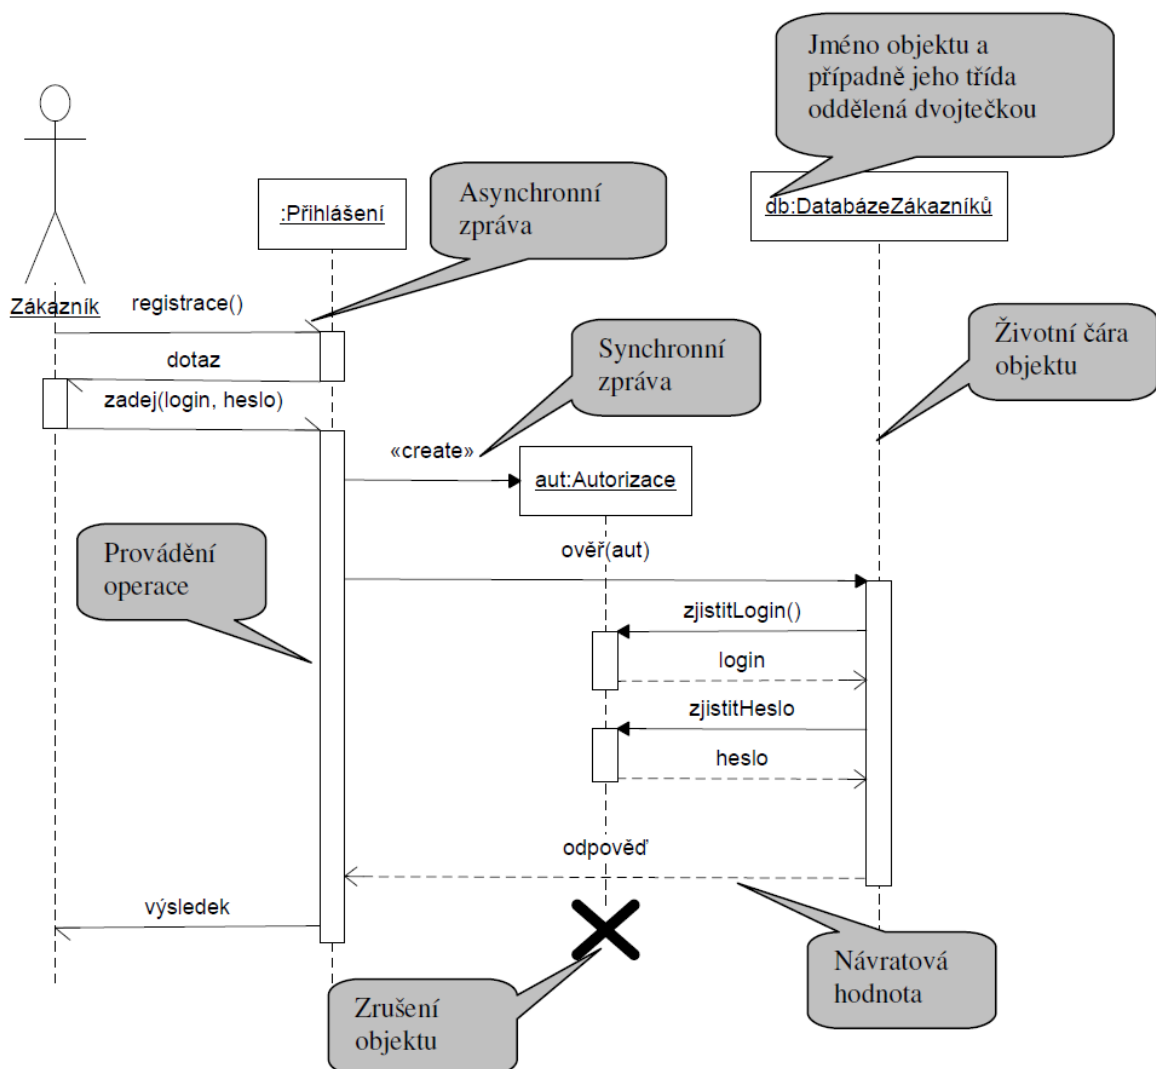 Jméno objektu a
případně jeho třída
oddělená dvojtečkou
Asynchronní
zpráva
:Přihlášení
db:DatabázeZákazníků
Zákazník
registrace()
dotaz
zadej(login, heslo)
Synchronní
zpráva
Životní čára
objektu
«create»
aut:Autorizace
Provádění
operace
ověř(aut)
zjistitLogin()
login
zjistitHeslo
heslo
odpověď
výsledek
Návratová
hodnota
Zrušení
objektu